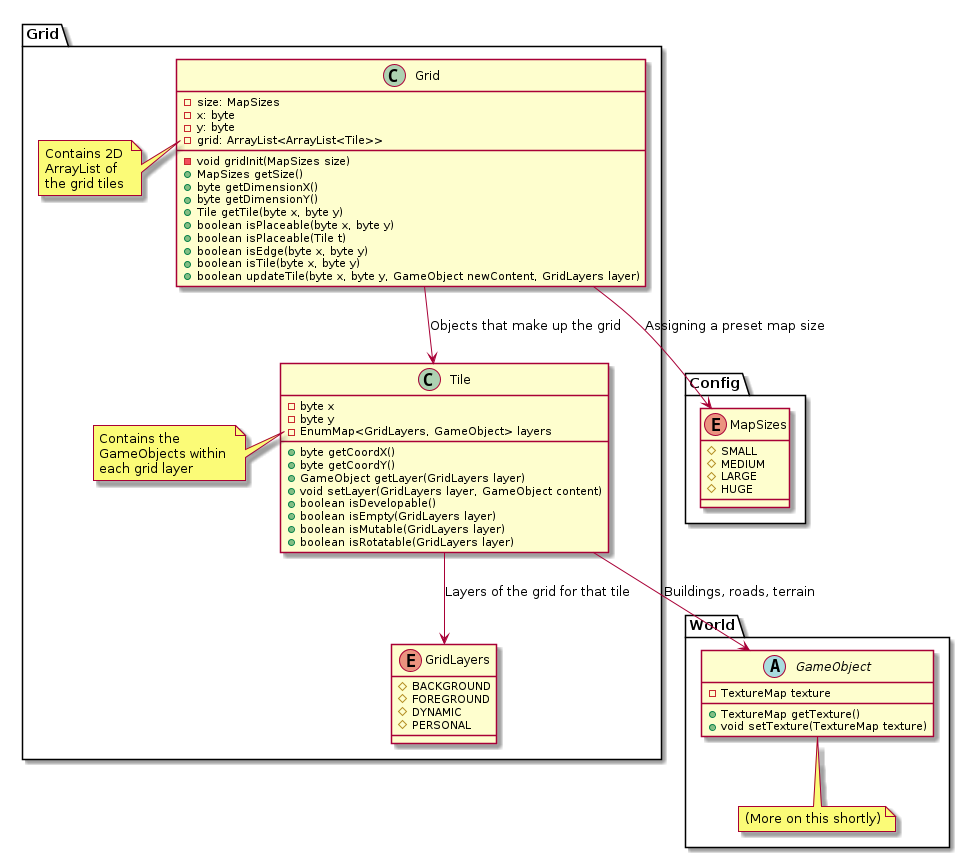 Grid
C Grid
size: MapSizes
x: byte
y: byte
grid: ArrayList<ArrayList<Tile>>
void gridInit(MapSizes size)
MapSizes getSize()
byte getDimensionX()
byte getDimensionY()
Tile getTile(byte x, byte y)
boolean isPlaceable(byte x, byte y)
boolean isPlaceable(Tile t)
boolean isEdge(byte x, byte y)
boolean isTile(byte x, byte y)
boolean updateTile(byte x, byte y, GameObject newContent, GridLayers layer)
Contains 2D
ArrayList of
the grid tiles
Objects that make up the grid
Assigning a preset map size
C Tile
byte x
byte y
EnumMap<GridLayers, GameObject> layers
byte getCoordX()
byte getCoordY()
GameObject getLayer(GridLayers layer)
void setLayer(GridLayers layer, GameObject content)
boolean isDevelopable()
boolean isEmpty(GridLayers layer)
boolean isMutable(GridLayers layer)
boolean isRotatable(GridLayers layer)
Contains the
GameObjects within
each grid layer
Config
E MapSizes
SMALL
MEDIUM
LARGE
HUGE
Layers of the grid for that tile
Buildings, roads, terrain
E GridLayers
BACKGROUND
FOREGROUND
DYNAMIC
PERSONAL
World
A GameObject
TextureMap texture
TextureMap getTexture()
void setTexture(TextureMap texture)
(More on this shortly)